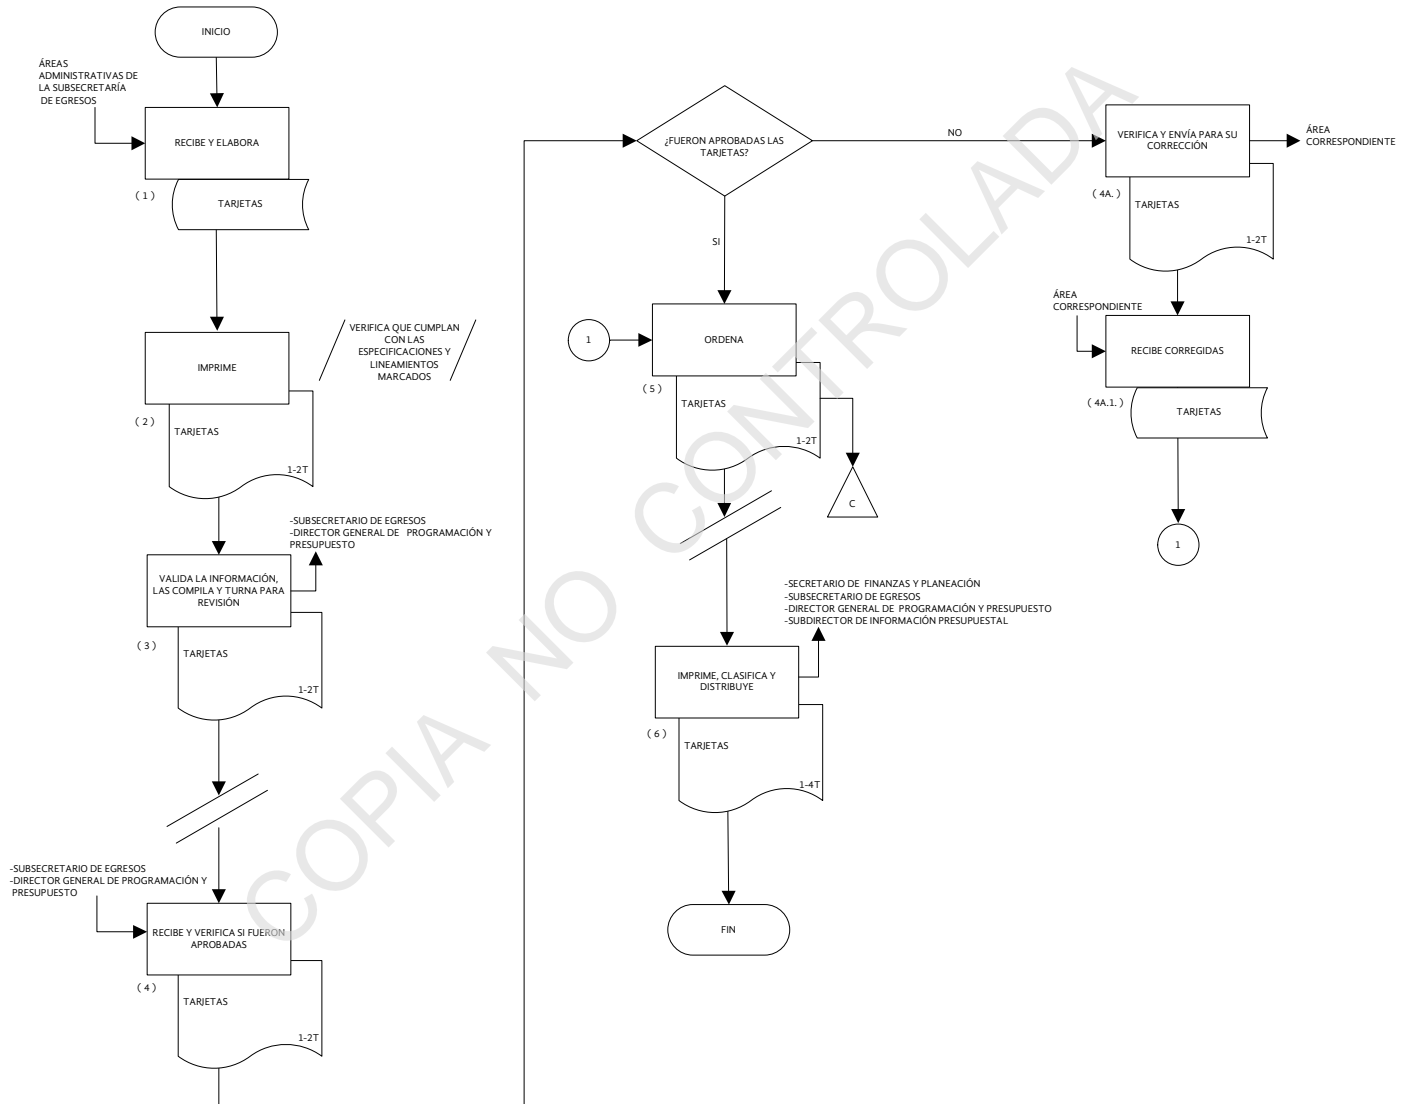 INICIO
ÁREAS
ADMINISTRATIVAS DE
LA SUBSECRETARÍA
DE EGRESOS
RECIBE Y ELABORA
( 1 )
TARJETAS
IMPRIME
VERIFICA QUE CUMPLAN
CON LAS
ESPECIFICACIONES Y
LINEAMIENTOS
MARCADOS
( 2 )
TARJETAS
1-2T
-SUBSECRETARIO DE EGRESOS
-DIRECTOR GENERAL DE PROGRAMACIÓN Y
PRESUPUESTO
VALIDA LA INFORMACIÓN,
LAS COMPILA Y TURNA PARA
REVISIÓN
( 3 )
TARJETAS
1-2T
-SUBSECRETARIO DE EGRESOS
-DIRECTOR GENERAL DE PROGRAMACIÓN Y
PRESUPUESTO
RECIBE Y VERIFICA SI FUERON
APROBADAS
( 4 )
TARJETAS
1-2T
¿FUERON APROBADAS LAS
TARJETAS?
NO
SI
VERIFICA Y ENVÍA PARA SU
CORRECCIÓN
ÁREA
CORRESPONDIENTE
( 4A. )
TARJETAS
1-2T
ÁREA
CORRESPONDIENTE
RECIBE CORREGIDAS
( 4A.1. )
TARJETAS
1
1
ORDENA
( 5 )
TARJETAS
1-2T
C
-SECRETARIO DE FINANZAS Y PLANEACIÓN
-SUBSECRETARIO DE EGRESOS
-DIRECTOR GENERAL DE PROGRAMACIÓN Y PRESUPUESTO
-SUBDIRECTOR DE INFORMACIÓN PRESUPUESTAL
IMPRIME, CLASIFICA Y
DISTRIBUYE
( 6 )
TARJETAS
1-4T
FIN
COPIA NO CONTROLADA